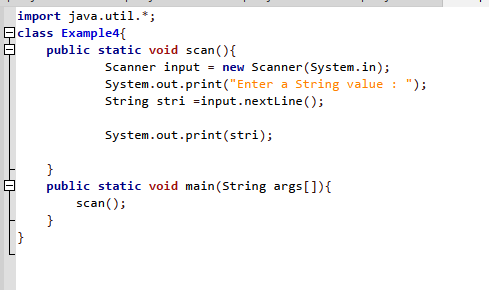 import java.util.*;
class Example4{
public static void scan(){
Scanner input = new Scanner(System.in);
System.out.print("Enter a String value : ");
String stri =input.nextLine();
System.out.print(stri);
}
public static void main(String args[]){
scan();
}
}